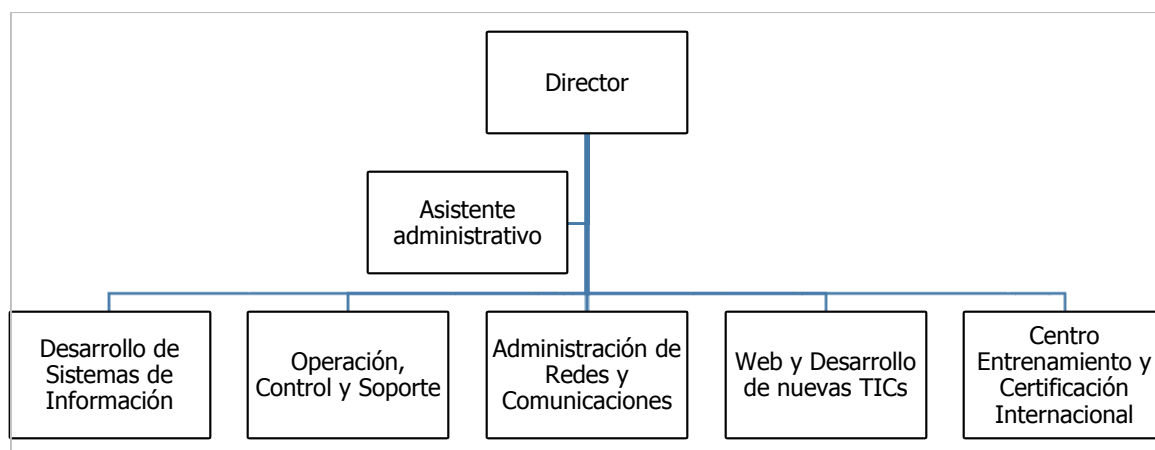 Director
Asistente
administrativo
Desarrollo de
Sistemas de
Información
Operación,
Control y Soporte
Administración de
Redes y
Comunicaciones
Web y Desarrollo
de nuevas TICs
Centro
Entrenamiento y
Certificación
Internacional